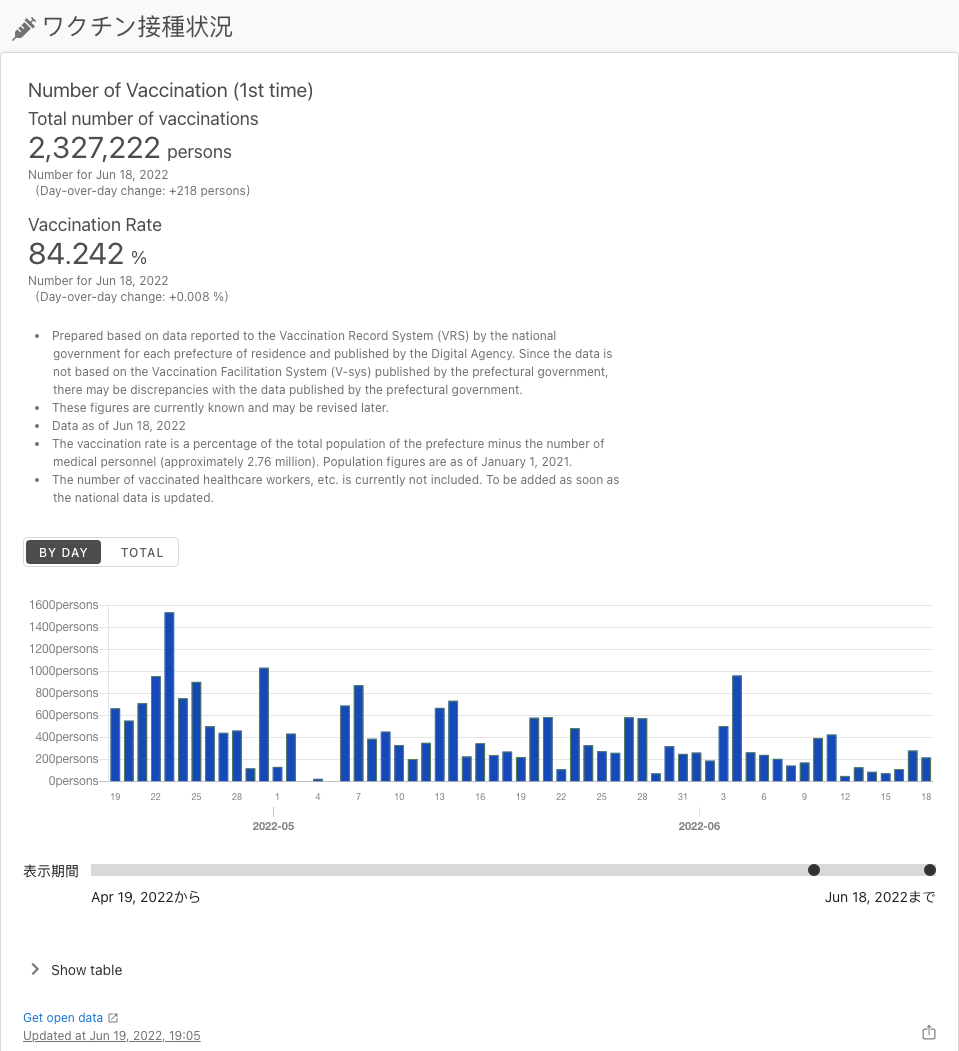 ワクチン接種状況
Number of Vaccination (1st time)
Total number of vaccinations
2,327,222 persons
Number for Jun 18, 2022
(Day-over-day change: +218 persons)
Vaccination Rate
84.242 %
Number for Jun 18, 2022
(Day-over-day change: +0.008 %)
• Prepared based on data reported to the Vaccination Record System (VRS) by the national
government for each prefecture of residence and published by the Digital Agency. Since the data is
not based on the Vaccination Facilitation System (V-sys) published by the prefectural government,
there may be discrepancies with the data published by the prefectural government.
• These figures are currently known and may be revised later.
• Data as of Jun 18, 2022
• The vaccination rate is a percentage of the total population of the prefecture minus the number of
medical personnel (approximately 2.76 million). Population figures are as of January 1, 2021.
• The number of vaccinated healthcare workers, etc. is currently not included. To be added as soon as
the national data is updated.
BY DAY TOTAL
1600persons
1400persons
1200persons
1000persons
800persons
600persons
400persons
200persons
0persons
19 22 25 28 1 4 7 10 13 16 19 22 25 28 31 3 6 9 12 15 18
2022-05 2022-06
表示期間
Apr 19, 2022から Jun 18, 2022まで
Show table
Get open data
Updated at Jun 19, 2022, 19:05